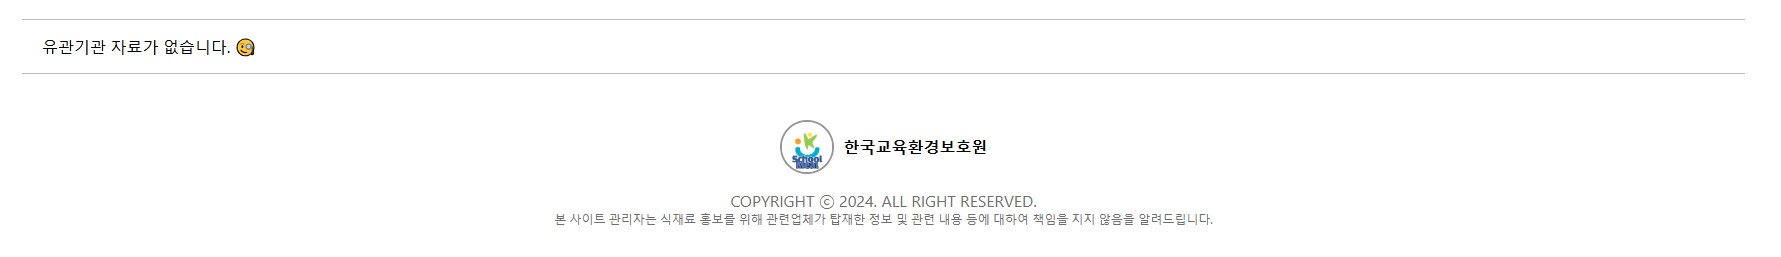 유관기관 자료가 없습니다. 🧐
School
Meal
한국교육환경보호원
COPYRIGHT ⓒ 2024. ALL RIGHT RESERVED.
본 사이트 관리자는 식재료 홍보를 위해 관련업체가 탑재한 정보 및 관련 내용 등에 대하여 책임을 지지 않음을 알려드립니다.